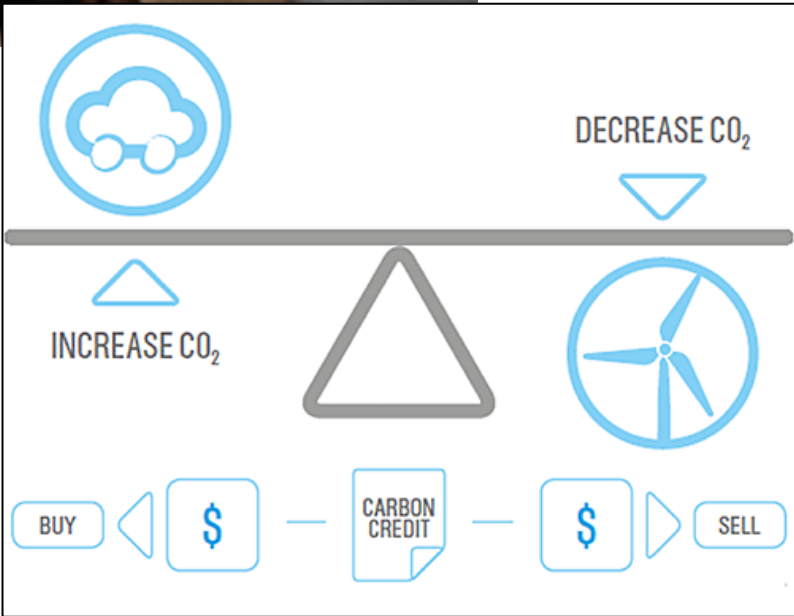 DECREASE CO₂
INCREASE CO₂
BUY
$
CARBON
CREDIT
$
SELL